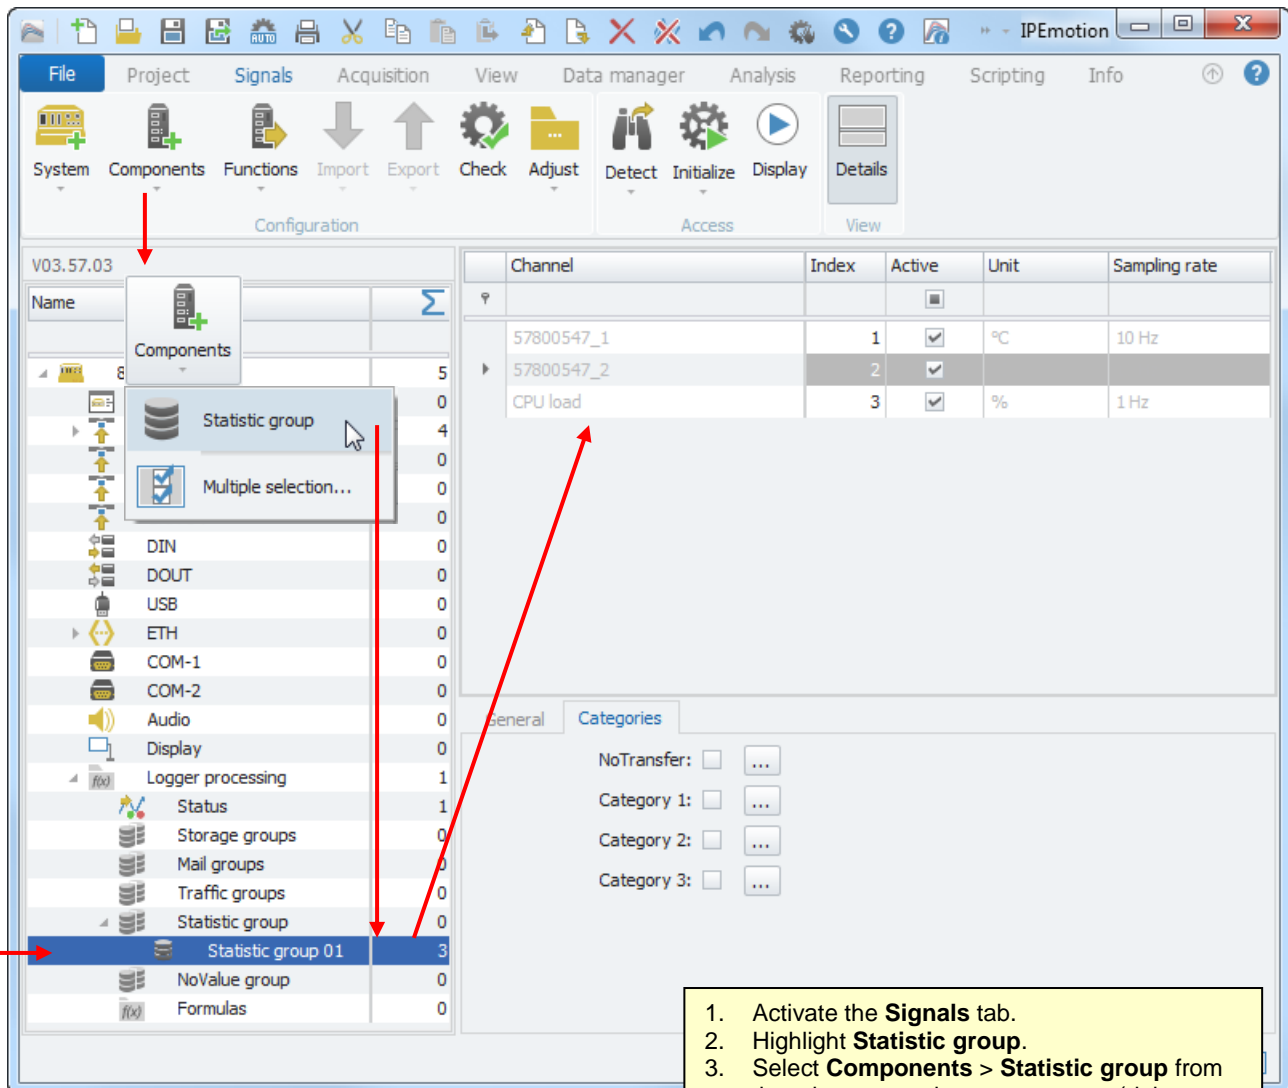 AUTO
IPEmotion
File Project Signals Acquisition View Data manager Analysis Reporting Scripting Info
System Components Functions Import Export Check Adjust Detect Initialize Display Details
Configuration Access View
V03.57.03
Name
Components
Statistic group
Multiple selection...
8 5
0
4
0
0
0
DIN 0
DOUT 0
USB 0
ETH 0
COM-1 0
COM-2 0
Audio 0
Display 0
Logger processing 1
Status 1
Storage groups 0
Mail groups 0
Traffic groups 0
Statistic group 0
Statistic group 01 3
NoValue group 0
Formulas 0
Channel Index Active Unit Sampling rate
57800547_1 1 °C 10 Hz
57800547_2 2
CPU load 3 % 1 Hz
General Categories
NoTransfer: ...
Category 1: ...
Category 2: ...
Category 3: ...
1. Activate the Signals tab.
2. Highlight Statistic group.
3. Select Components > Statistic group from